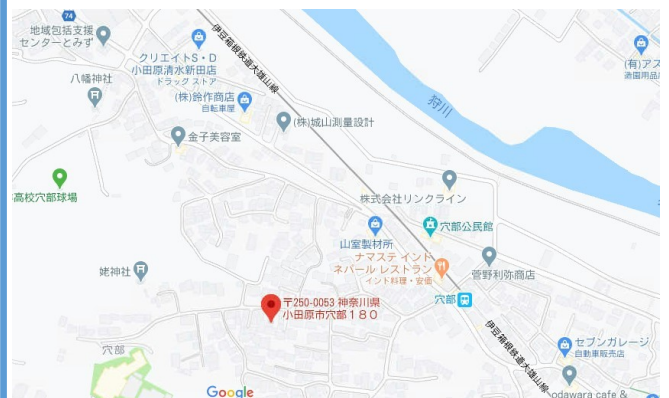 74
地域包括支援
センターとみず
クリエイトS・D
小田原清水新田店
ドラッグ ストア
伊豆箱根鉄道大雄山線
(有)アス
造園用品
八幡神社
(株)鈴作商店
自転車屋
狩川
(株)城山測量設計
金子美容室
高校穴部球場
株式会社リンクライン
穴部公民館
山室製材所
ナマステ インド
ネパール レストラン
インド料理・安価
菅野利弥商店
姥神社
穴部
〒250-0053 神奈川県
小田原市穴部180
伊豆箱根鉄道大雄山線
セブンガレージ
自動車販売店
穴部
Google
odawara cafe &